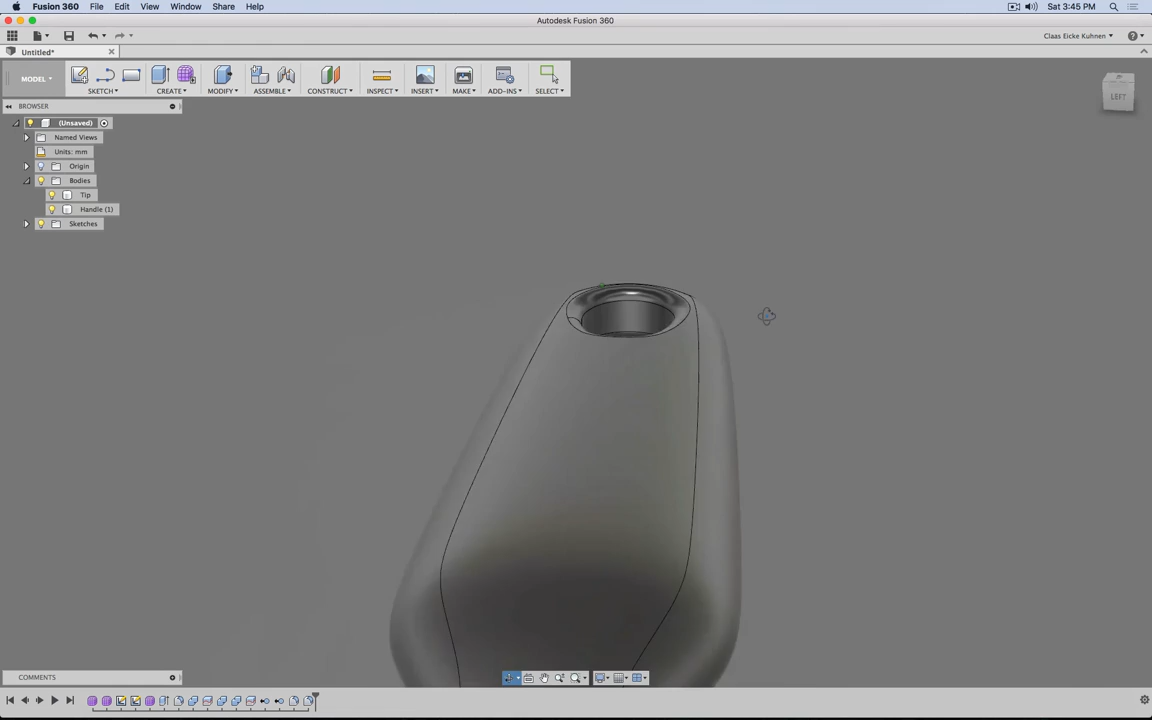 Fusion 360 File Edit View Window Share Help Sat 3:45 PM
Autodesk Fusion 360
Claas Eicke Kuhnen
Untitled*
MODEL
SKETCH CREATE MODIFY ASSEMBLE CONSTRUCT INSPECT INSERT MAKE ADD-INS SELECT
LEFT
BROWSER
(Unsaved)
Named Views
Units: mm
Origin
Bodies
Tip
Handle (1)
Sketches
COMMENTS